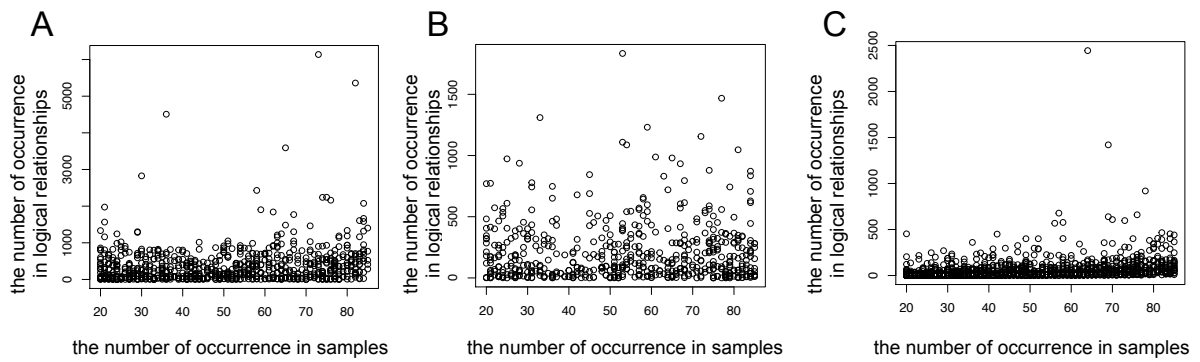 A
the number of occurrence
in logical relationships
0
1000
3000
5000
20
30
40
50
60
70
80
the number of occurrence in samples
B
the number of occurrence
in logical relationships
0
500
1000
1500
20
30
40
50
60
70
80
the number of occurrence in samples
C
the number of occurrence
in logical relationships
0
500
1000
1500
2000
2500
20
30
40
50
60
70
80
the number of occurrence in samples